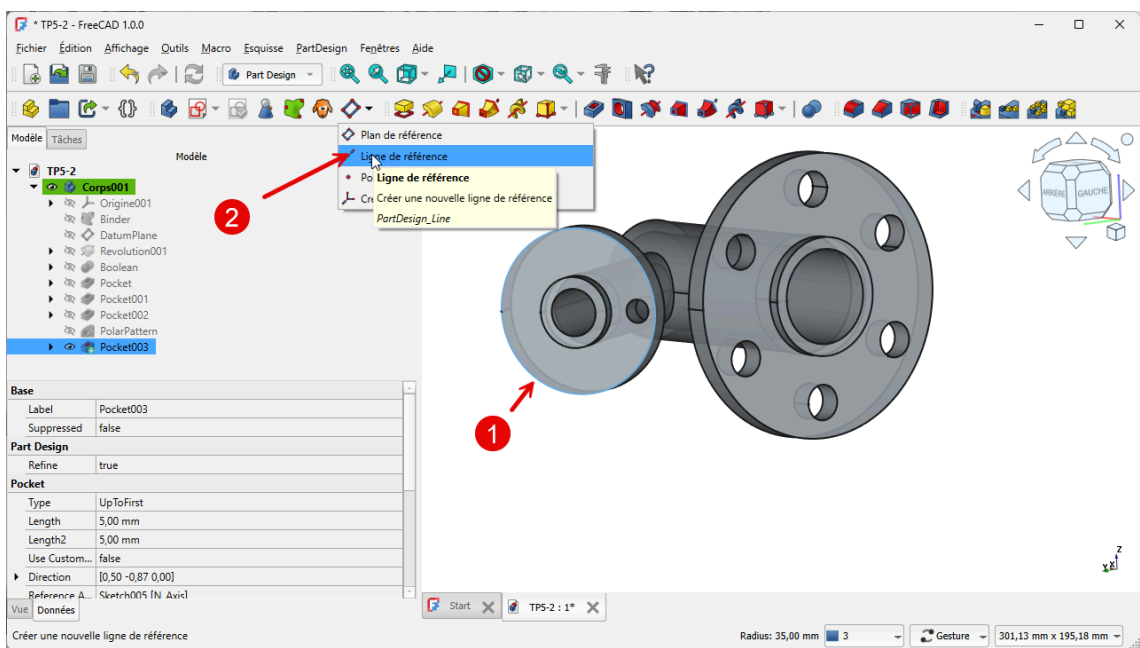 * TP5-2 - FreeCAD 1.0.0
Fichier Édition Affichage Outils Macro Esquisse PartDesign Fenêtres Aide
Part Design
Modèle Tâches
Plan de référence
Ligne de référence
Modèle
Po Ligne de référence
TP5-2
Corps001
Cre Créer une nouvelle ligne de référence
Origine001
PartDesign_Line
2
Binder
DatumPlane
Revolution001
Boolean
Pocket
Pocket001
Pocket002
PolarPattern
Pocket003
ARRIÈRE GAUCHE
1
Base
Label Pocket003
Suppressed false
Part Design
Refine true
Pocket
Type UpToFirst
Length 5,00 mm
Length2 5,00 mm
Use Custom... false
Direction [0,50 -0,87 0,00]
Reference A... Sketch005 [N_Axis]
Z
Y X
Vue Données
Start TP5-2 : 1*
Créer une nouvelle ligne de référence
Radius: 35,00 mm 3 Gesture 301,13 mm x 195,18 mm